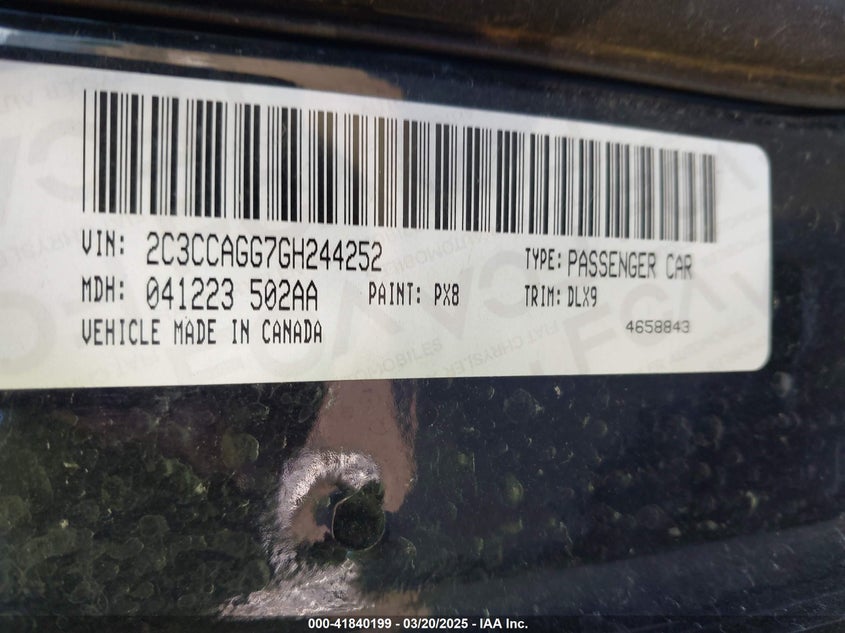 VIN: 2C3CCAGG7GH244252 TYPE: PASSENGER CAR
MDH: 041223 502AA PAINT: PX8 TRIM: DLX9
VEHICLE MADE IN CANADA 4658843
000-41840199 — 03/20/2025 — IAA Inc.